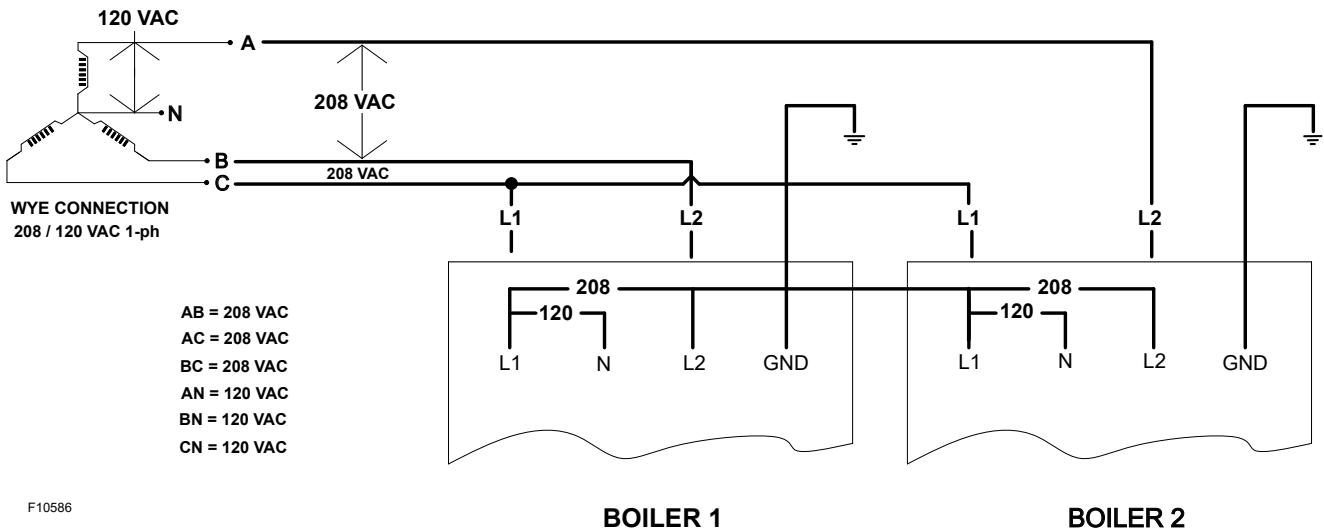 120 VAC
A
208 VAC
N
B
208 VAC
C
WYE CONNECTION
208 / 120 VAC 1-ph
L1
L2
L1
L2
208
208
120
120
AB = 208 VAC
AC = 208 VAC
BC = 208 VAC
AN = 120 VAC
BN = 120 VAC
CN = 120 VAC
L1 N L2 GND
L1 N L2 GND
F10586
BOILER 1
BOILER 2